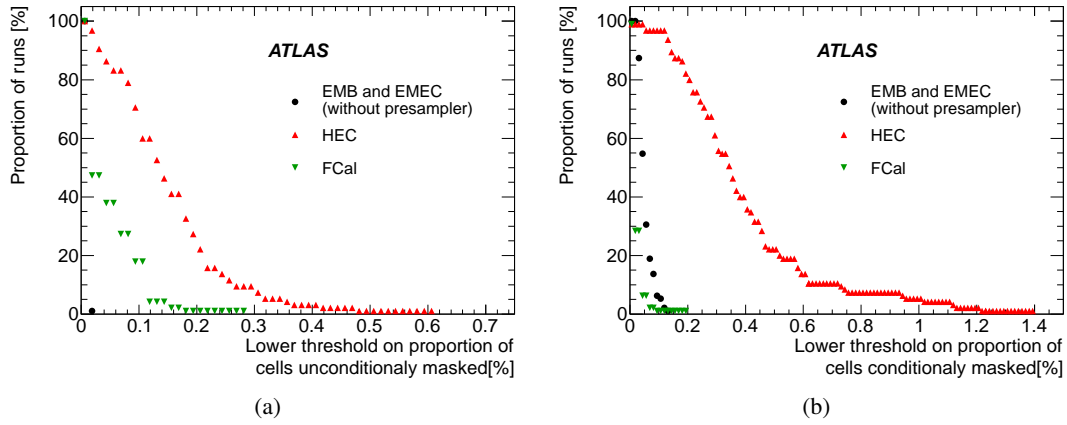 Proportion of runs [%]
100
80
60
40
20
0
ATLAS
EMB and EMEC
(without presampler)
HEC
FCal
0 0.1 0.2 0.3 0.4 0.5 0.6 0.7
Lower threshold on proportion of
cells unconditionaly masked[%]
(a)
Proportion of runs [%]
100
80
60
40
20
0
ATLAS
EMB and EMEC
(without presampler)
HEC
FCal
0 0.2 0.4 0.6 0.8 1 1.2 1.4
Lower threshold on proportion of
cells conditionaly masked[%]
(b)